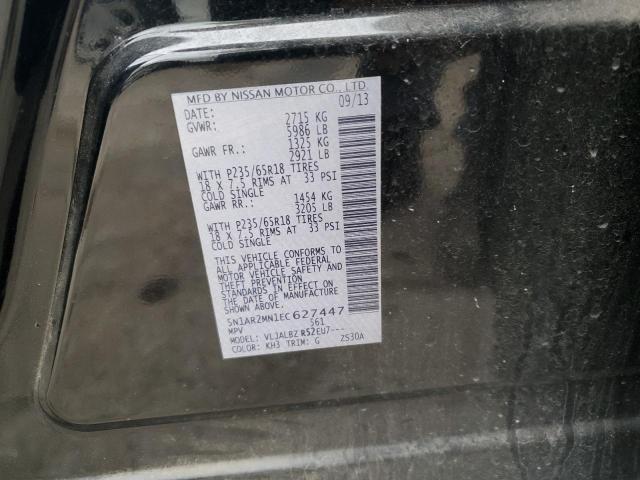 MFD BY NISSAN MOTOR CO., LTD.
DATE: 09/13
GVWR: 2715 KG
5986 LB
GAWR FR.: 1325 KG
2921 LB
WITH P235/65R18 TIRES
18 X 7.5 RIMS AT 33 PSI
COLD SINGLE
GAWR RR.: 1454 KG
3205 LB
WITH P235/65R18 TIRES
18 X 7.5 RIMS AT 33 PSI
COLD SINGLE
THIS VEHICLE CONFORMS TO
ALL APPLICABLE FEDERAL
MOTOR VEHICLE SAFETY AND
THEFT PREVENTION
STANDARDS IN EFFECT ON
THE DATE OF MANUFACTURE
SHOWN ABOVE.
5N1AR2MN1EC627447
MPV 561
VLJALBZ R52EU7---
COLOR: KH3 TRIM: G ZS30A